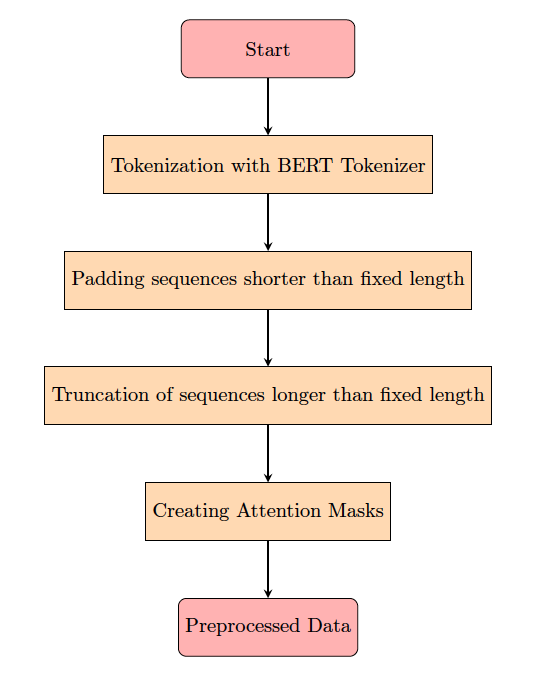 Start
Tokenization with BERT Tokenizer
Padding sequences shorter than fixed length
Truncation of sequences longer than fixed length
Creating Attention Masks
Preprocessed Data